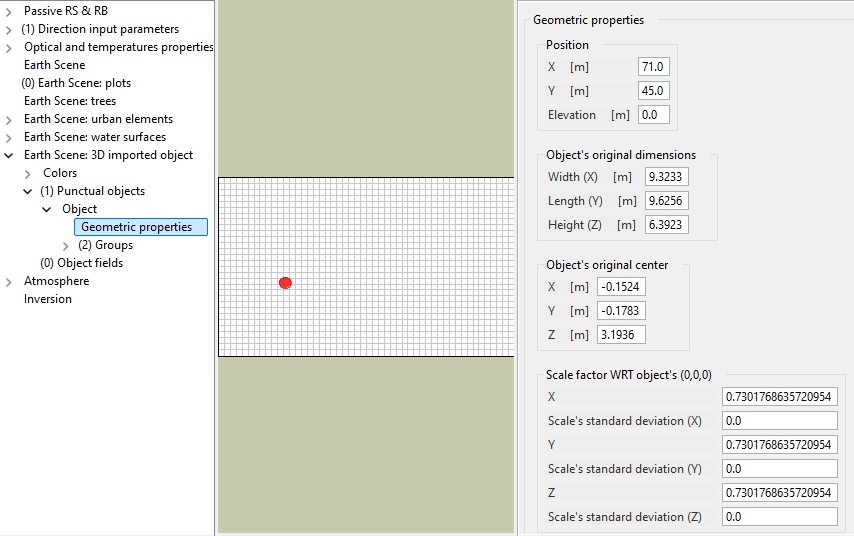 Passive RS & RB
(1) Direction input parameters
Optical and temperatures properties
Earth Scene
(0) Earth Scene: plots
Earth Scene: trees
Earth Scene: urban elements
Earth Scene: water surfaces
Earth Scene: 3D imported object
Colors
(1) Punctual objects
Object
Geometric properties
(2) Groups
(0) Object fields
Atmosphere
Inversion
Geometric properties
Position
X [m] 71.0
Y [m] 45.0
Elevation [m] 0.0
Object's original dimensions
Width (X) [m] 9.3233
Length (Y) [m] 9.6256
Height (Z) [m] 6.3923
Object's original center
X [m] -0.1524
Y [m] -0.1783
Z [m] 3.1936
Scale factor WRT object's (0,0,0)
X 0.7301768635720954
Scale's standard deviation (X) 0.0
Y 0.7301768635720954
Scale's standard deviation (Y) 0.0
Z 0.7301768635720954
Scale's standard deviation (Z) 0.0